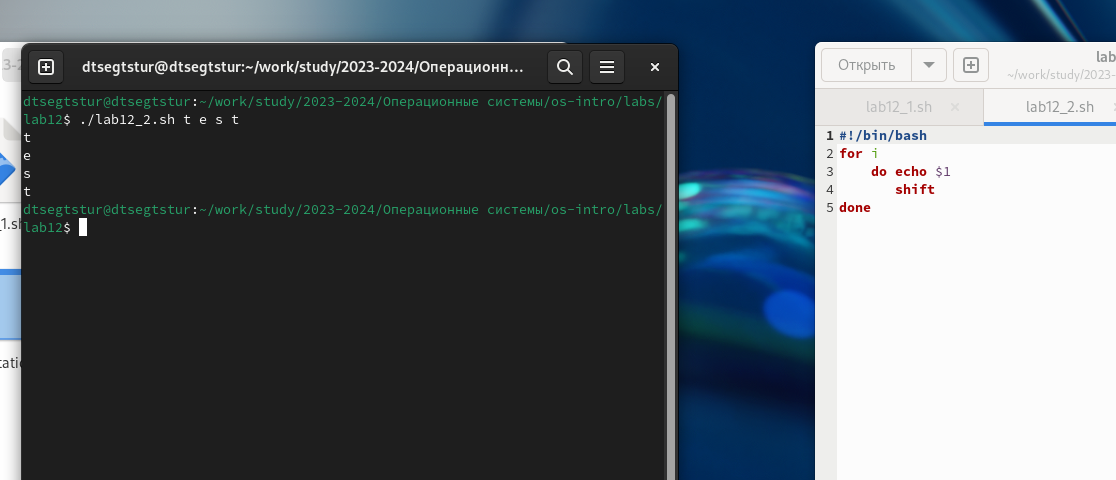 dtsegtstur@dtsegtstur:~/work/study/2023-2024/Операционн...
dtsegtstur@dtsegtstur:~/work/study/2023-2024/Операционные системы/os-intro/labs/
lab12$ ./lab12_2.sh t e s t
t
e
s
t
dtsegtstur@dtsegtstur:~/work/study/2023-2024/Операционные системы/os-intro/labs/
lab12$
Открыть
lab
~/work/study/2023-
lab12_1.sh
lab12_2.sh
1 #!/bin/bash
2 for i
3     do echo $1
4        shift
5 done